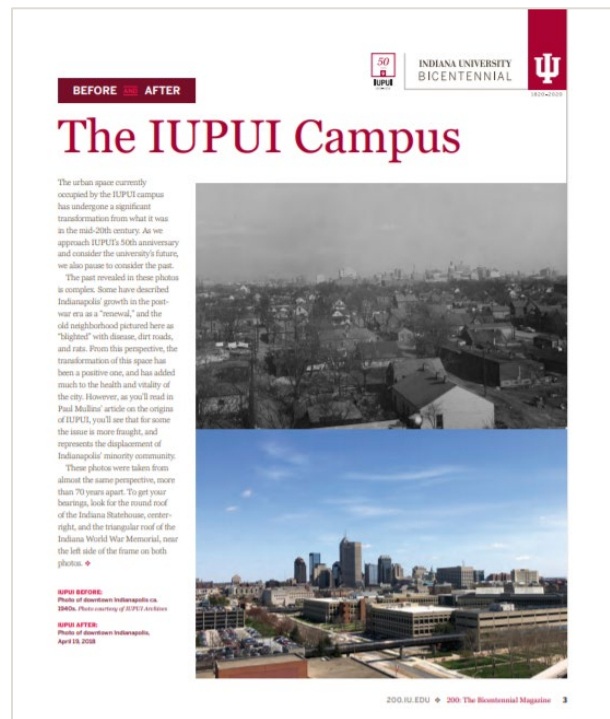 50
IUPUI
INDIANA UNIVERSITY
BICENTENNIAL
1820–2020
BEFORE AND AFTER
The IUPUI Campus
The urban space currently
occupied by the IUPUI campus
has undergone a significant
transformation from what it was
in the mid-20th century. As we
approach IUPUI's 50th anniversary
and consider the university's future,
we also pause to consider the past.
The past revealed in these photos
is complex. Some have described
Indianapolis' growth in the post-
war era as a "renewal," and the
old neighborhood pictured here as
"blighted" with disease, dirt roads,
and rats. From this perspective, the
transformation of this space has
been a positive one, and has added
much to the health and vitality of
the city. However, as you'll read in
Paul Mullins' article on the origins
of IUPUI, you'll see that for some
the issue is more fraught, and
represents the displacement of
Indianapolis' minority community.
These photos were taken from
almost the same perspective, more
than 70 years apart. To get your
bearings, look for the round roof
of the Indiana Statehouse, center-
right, and the triangular roof of the
Indiana World War Memorial, near
the left side of the frame on both
photos.
IUPUI BEFORE:
Photo of downtown Indianapolis ca.
1940s. Photo courtesy of IUPUI Archives
IUPUI AFTER:
Photo of downtown Indianapolis,
April 19, 2018
200.IU.EDU 200: The Bicentennial Magazine 3